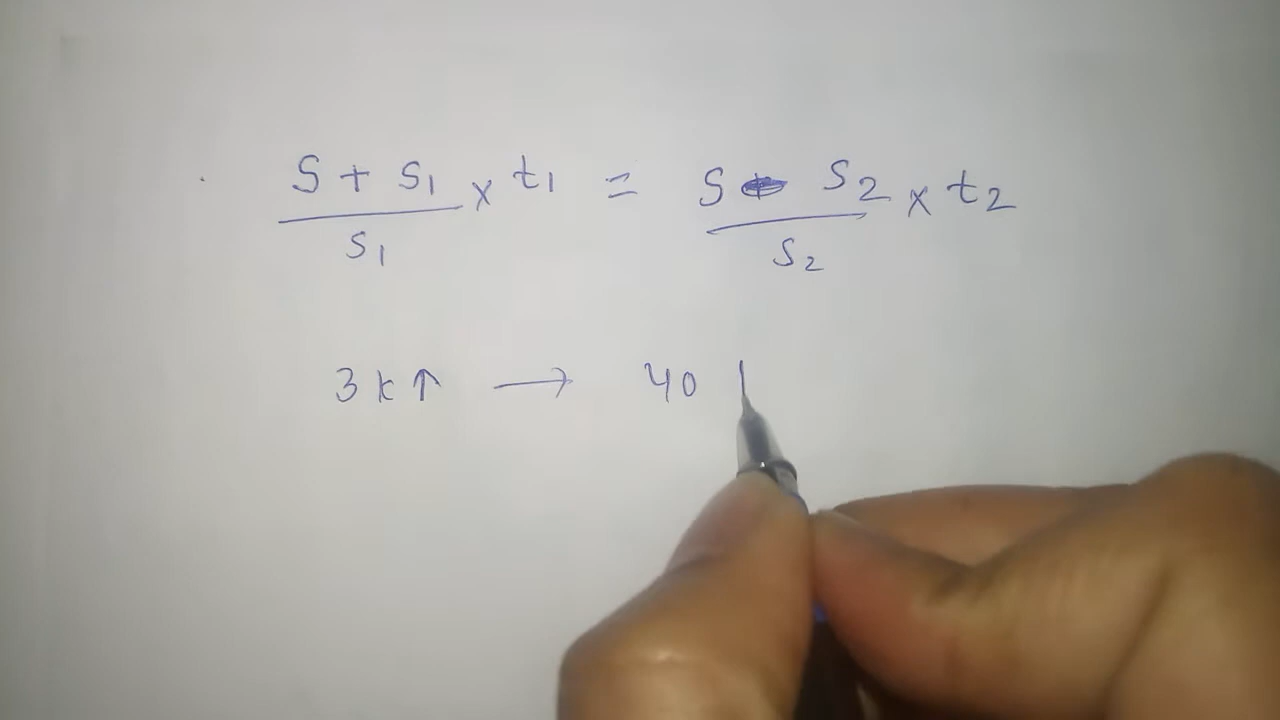 S + S1 / S1 × t1 = S - S2 / S2 × t2
3 k ↑ → 40